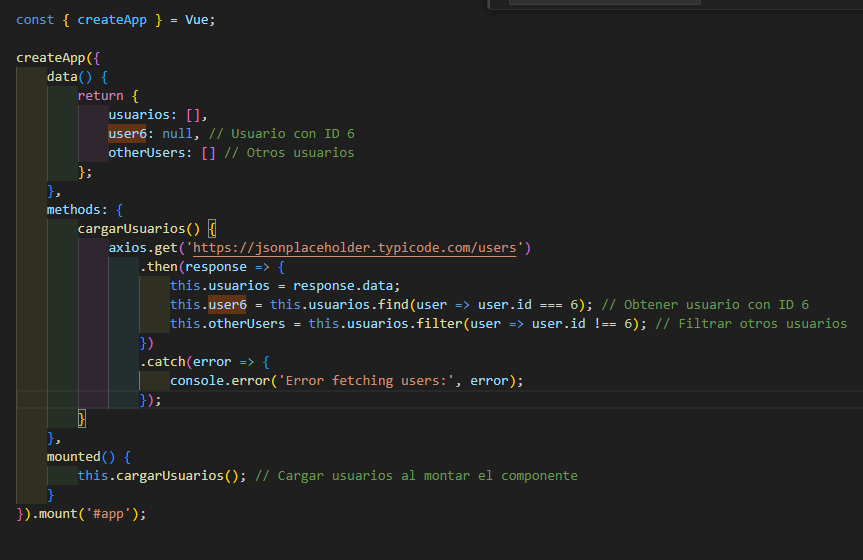 const { createApp } = Vue;
createApp({
data() {
return {
usuarios: [],
user6: null, // Usuario con ID 6
otherUsers: [] // Otros usuarios
};
},
methods: {
cargarUsuarios() {
axios.get('https://jsonplaceholder.typicode.com/users')
.then(response => {
this.usuarios = response.data;
this.user6 = this.usuarios.find(user => user.id === 6); // Obtener usuario con ID 6
this.otherUsers = this.usuarios.filter(user => user.id !== 6); // Filtrar otros usuarios
})
.catch(error => {
console.error('Error fetching users:', error);
});
}
},
mounted() {
this.cargarUsuarios(); // Cargar usuarios al montar el componente
}
}).mount('#app');